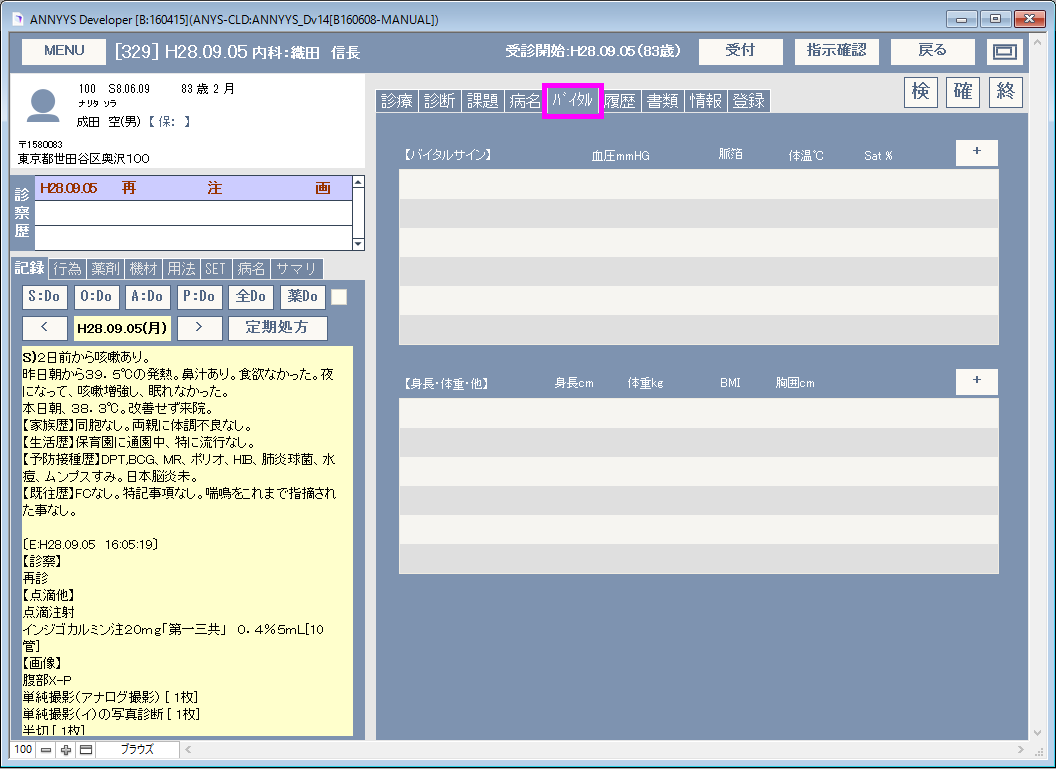 ANNYYS Developer [B:160415](ANYS-CLD:ANNYYS_Dv14[B160608-MANUAL])
MENU
[329] H28.09.05 内科:織田 信長
受診開始:H28.09.05(83歳)
受付
指示確認
戻る
100 S8.06.09 83 歳 2 月
ナリタ ソラ
成田 空(男)【 保: 】
〒1580083
東京都世田谷区奥沢100
検
確
終
診療
診断
課題
病名
バイタル
履歴
書類
情報
登録
診察歴
H28.09.05 再 注 画
記録
行為
薬剤
機材
用法
SET
病名
サマリ
S:Do
O:Do
A:Do
P:Do
全Do
薬Do
<
H28.09.05(月)
>
定期処方
S)2日前から咳嗽あり。
昨日朝から39.5℃の発熱。鼻汁あり。食欲なかった。夜
になって、咳嗽増強し、眠れなかった。
本日朝、38.3℃。改善せず来院。
【家族歴】同胞なし。両親に体調不良なし。
【生活歴】保育園に通園中、特に流行なし。
【予防接種歴】DPT,BCG、MR、ポリオ、HIB、肺炎球菌、水
痘、ムンプスすみ。日本脳炎未。
【既往歴】FCなし。特記事項なし。喘鳴をこれまで指摘され
た事なし。
〔E:H28.09.05 16:05:19〕
【診察】
再診
【点滴他】
点滴注射
インジゴカルミン注20mg「第一三共」 0.4%5mL[10
管]
【画像】
腹部X-P
単純撮影(アナログ撮影) [ 1枚]
単純撮影(イ)の写真診断 [ 1枚]
半切 [ 1枚]
【バイタルサイン】 血圧mmHG 脈箔 体温℃ Sat % +
【身長・体重・他】 身長cm 体重kg BMI 胸囲cm +
100
ブラウズ